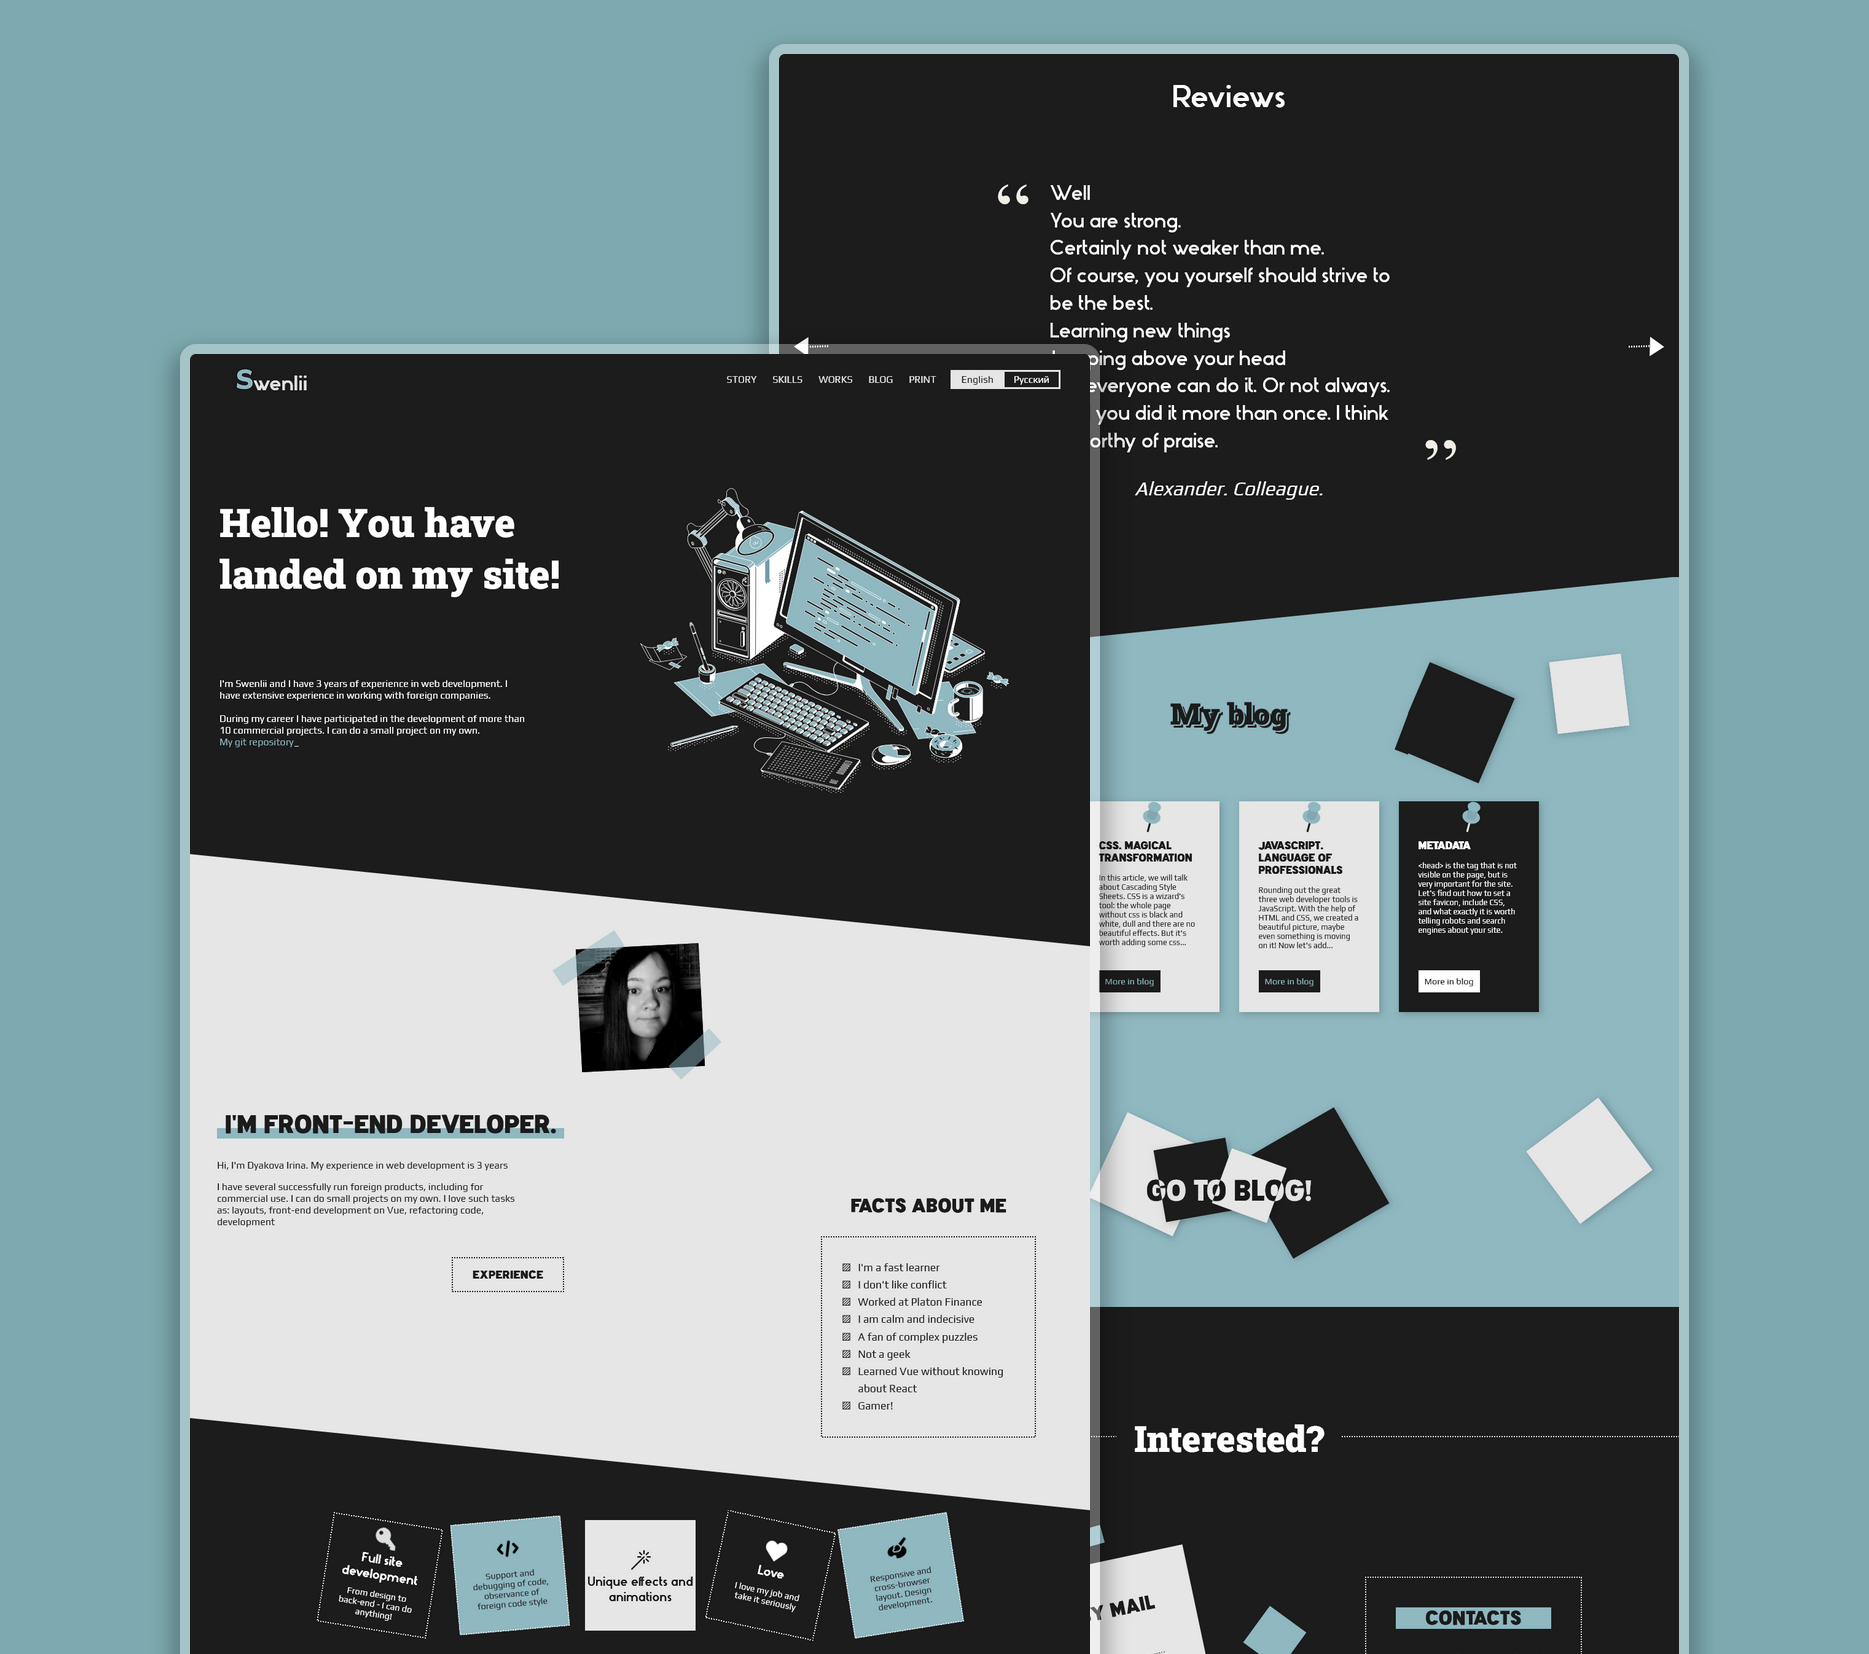 Reviews
“
Well
You are strong.
Certainly not weaker than me.
Of course, you yourself should strive to
be the best.
Learning new things
above your head
everyone can do it. Or not always.
you did it more than once. I think
of praise.
”
Alexander. Colleague.
Swenlii
STORY SKILLS WORKS BLOG PRINT English Русский
Hello! You have
landed on my site!
I'm Swenlii and I have 3 years of experience in web development. I
have extensive experience in working with foreign companies.
During my career I have participated in the development of more than
10 commercial projects. I can do a small project on my own.
My git repository_
I'M FRONT-END DEVELOPER.
Hi, I'm Dyakova Irina. My experience in web development is 3 years
I have several successfully run foreign products, including for
commercial use. I can do small projects on my own. I love such tasks
as: layouts, front-end development on Vue, refactoring code,
development
EXPERIENCE
FACTS ABOUT ME
I'm a fast learner
I don't like conflict
Worked at Platon Finance
I am calm and indecisive
A fan of complex puzzles
Not a geek
Learned Vue without knowing
about React
Gamer!
Full site
development
From design to
back-end - I can do
anything!
Support and
debugging of code,
observance of
foreign code style
Unique effects and
animations
Love
I love my job and
take it seriously
Responsive and
cross-browser
layout. Design
development.
My blog
CSS. MAGICAL
TRANSFORMATION
In this article, we will talk
about Cascading Style
Sheets. CSS is a wizard's
tool: the whole page
without css is black and
white, dull and there are no
beautiful effects. But it's
worth adding some css...
More in blog
JAVASCRIPT.
LANGUAGE OF
PROFESSIONALS
Rounding out the great
three web developer tools is
JavaScript. With the help of
HTML and CSS, we created a
beautiful picture, maybe
even something is moving
on it! Now let's add...
More in blog
METADATA
<head> is the tag that is not
visible on the page, but is
very important for the site.
Let's find out how to set a
site favicon, include CSS,
and what exactly it is worth
telling robots and search
engines about your site.
More in blog
GO TO BLOG!
Interested?
MAIL
CONTACTS